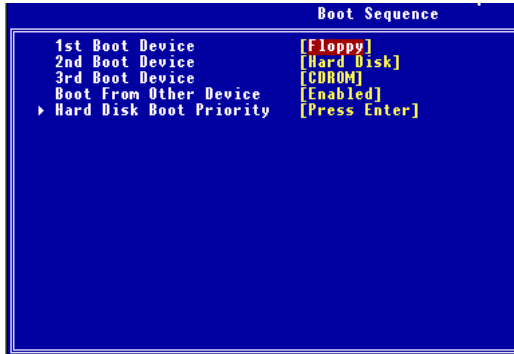 Boot Sequence
1st Boot Device [Floppy]
2nd Boot Device [Hard Disk]
3rd Boot Device [CDROM]
Boot From Other Device [Enabled]
▸ Hard Disk Boot Priority [Press Enter]